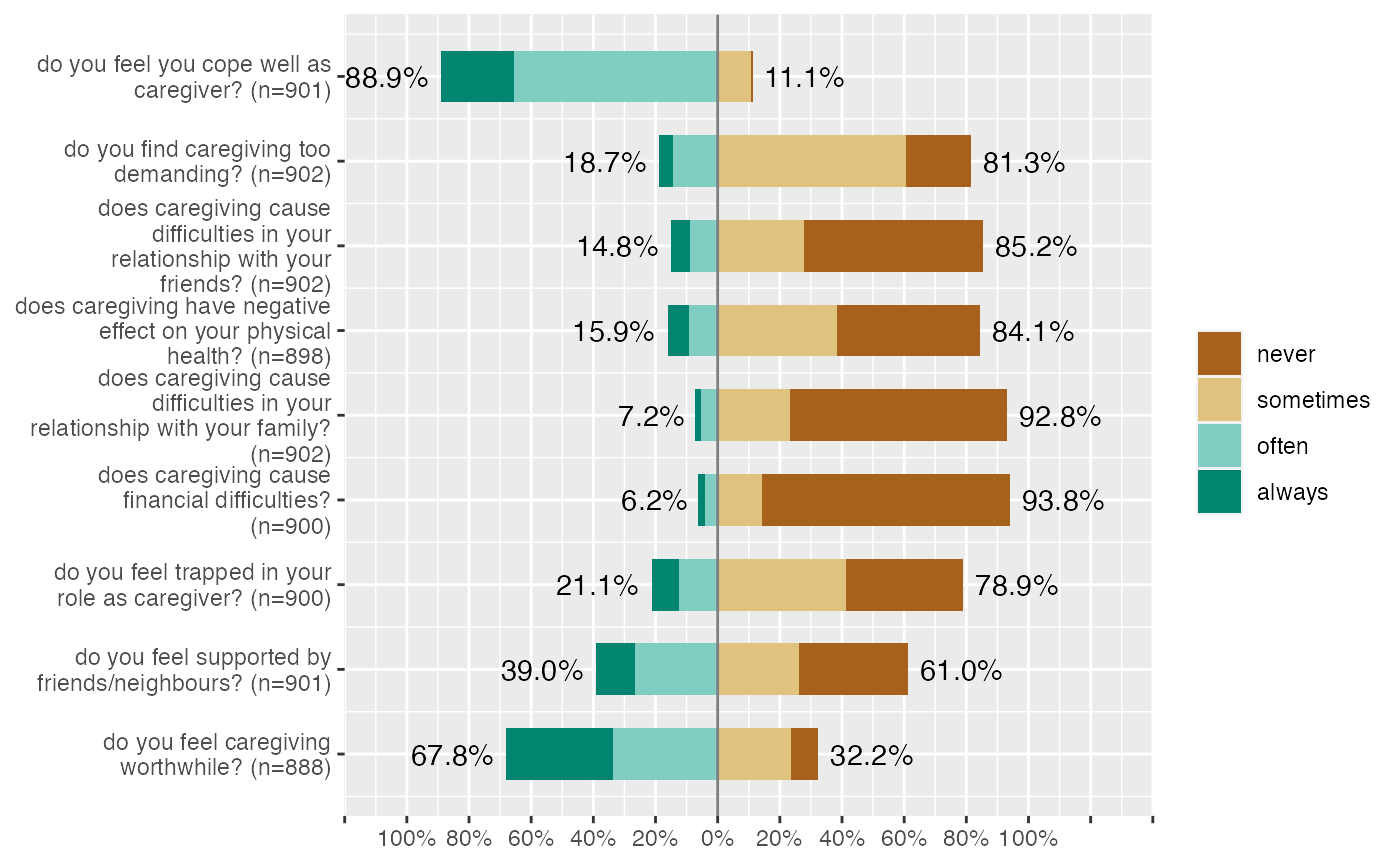 do you feel you cope well as
caregiver? (n=901)
88.9%
11.1%
do you find caregiving too
demanding? (n=902)
18.7%
81.3%
does caregiving cause
difficulties in your
relationship with your
friends? (n=902)
14.8%
85.2%
does caregiving have negative
effect on your physical
health? (n=898)
15.9%
84.1%
does caregiving cause
difficulties in your
relationship with your family?
(n=902)
7.2%
92.8%
does caregiving cause
financial difficulties?
(n=900)
6.2%
93.8%
do you feel trapped in your
role as caregiver? (n=900)
21.1%
78.9%
do you feel supported by
friends/neighbours? (n=901)
39.0%
61.0%
do you feel caregiving
worthwhile? (n=888)
67.8%
32.2%
100% 80% 60% 40% 20% 0% 20% 40% 60% 80% 100%
never
sometimes
often
always